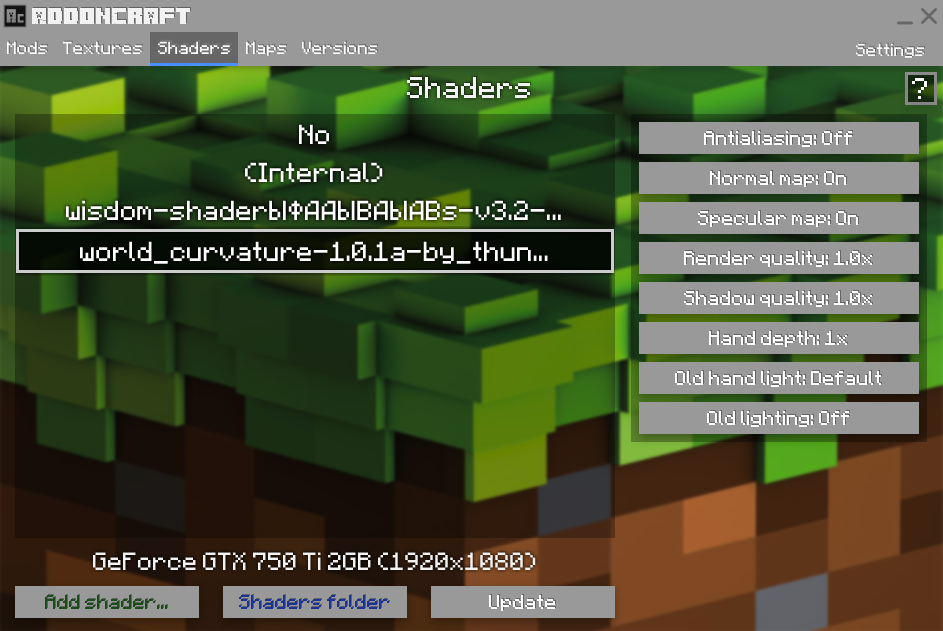 Ac ADDONCRAFT
Mods Textures Shaders Maps Versions Settings
Shaders
?
No
(Internal)
wisdom-shaderЫФААЫВАЫАВs-v3.2-...
world_curvature-1.0.1a-by_thun...
Antialiasing: Off
Normal map: On
Specular map: On
Render quality: 1.0x
Shadow quality: 1.0x
Hand depth: 1x
Old hand light: Default
Old lighting: Off
GeForce GTX 750 Ti 2GB (1920x1080)
Add shader...
Shaders folder
Update